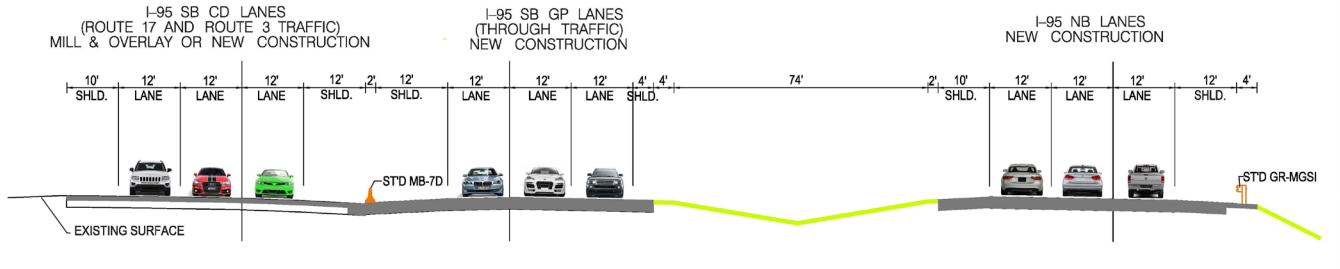 I-95 SB CD LANES
(ROUTE 17 AND ROUTE 3 TRAFFIC)
MILL & OVERLAY OR NEW CONSTRUCTION
I-95 SB GP LANES
(THROUGH TRAFFIC)
NEW CONSTRUCTION
I-95 NB LANES
NEW CONSTRUCTION
10' 12' 12' 12' 12' 2' 12' 12' 12' 12' 4' 4' 74' 2' 10' 12' 12' 12' 12' 4'
SHLD. LANE LANE LANE SHLD. SHLD. LANE LANE LANE SHLD. SHLD. LANE LANE LANE SHLD.
ST'D MB-7D
ST'D GR-MGSI
EXISTING SURFACE